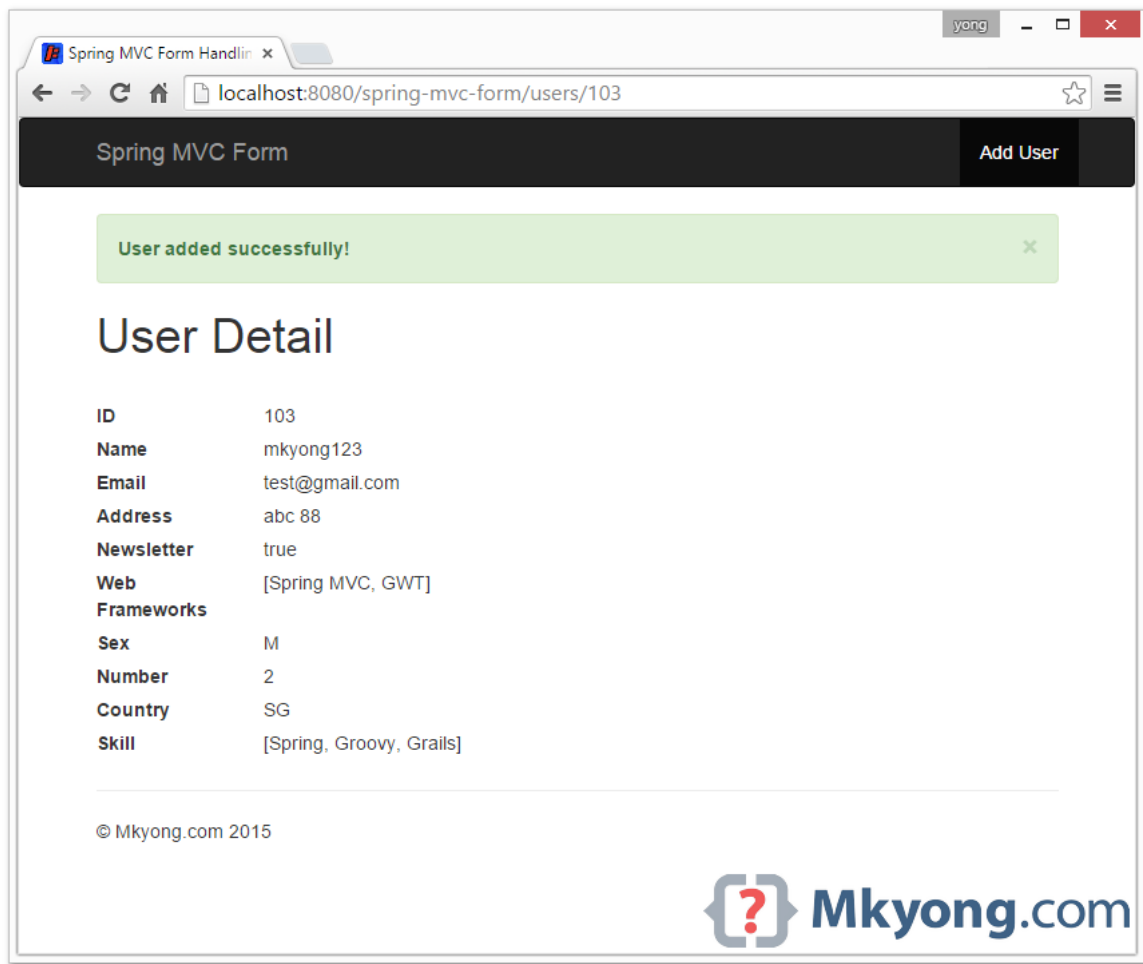 yong
Spring MVC Form Handlin
localhost:8080/spring-mvc-form/users/103
Spring MVC Form Add User
User added successfully! ×
User Detail
ID 103
Name mkyong123
Email test@gmail.com
Address abc 88
Newsletter true
Web [Spring MVC, GWT]
Frameworks
Sex M
Number 2
Country SG
Skill [Spring, Groovy, Grails]
© Mkyong.com 2015
{?} Mkyong.com